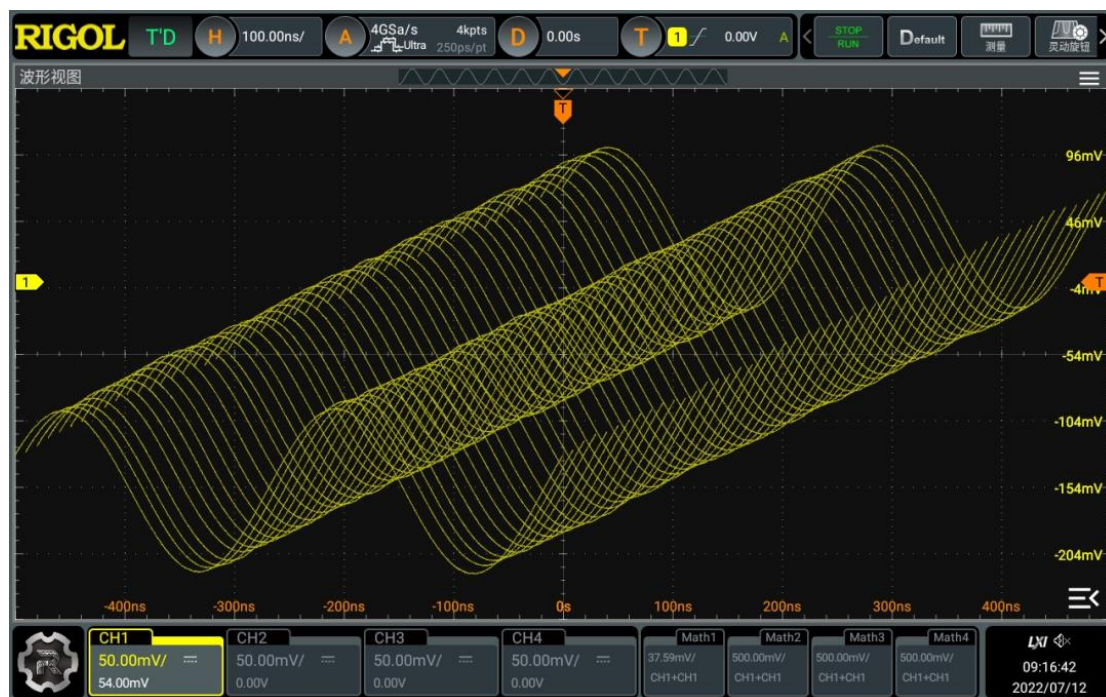 RIGOL T'D H 100.00ns/ A 4GSa/s 4kpts D 0.00s T 1 0.00V A STOP Default 测量 灵动旋钮
Ultra 250ps/pt RUN
波形视图
T
96mV
46mV
1
-4mV
T
-54mV
-104mV
-154mV
-204mV
-400ns -300ns -200ns -100ns 0s 100ns 200ns 300ns 400ns
CH1 CH2 CH3 CH4 Math1 Math2 Math3 Math4
50.00mV/ 50.00mV/ 50.00mV/ 50.00mV/ 37.59mV/ 500.00mV/ 500.00mV/ 500.00mV/ LXI
54.00mV 0.00V 0.00V 0.00V CH1+CH1 CH1+CH1 CH1+CH1 CH1+CH1 09:16:42
2022/07/12